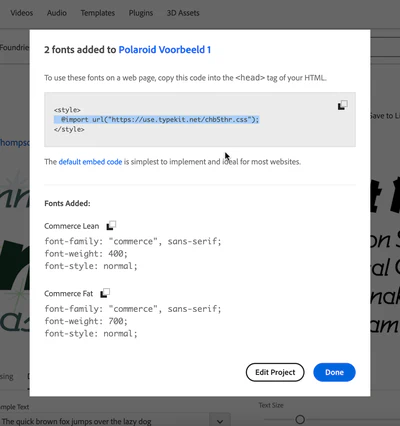 Videos Audio Templates Plugins 3D Assets
Foundrie
2 fonts added to Polaroid Voorbeeld 1
To use these fonts on a web page, copy this code into the <head> tag of your HTML.
<style>
@import url("https://use.typekit.net/chb5thr.css");
</style>
ve to Li
The default embed code is simplest to implement and ideal for most websites.
Thomps
Fonts Added:
Commerce Lean
font-family: "commerce", sans-serif;
font-weight: 400;
font-style: normal;
Commerce Fat
font-family: "commerce", sans-serif;
font-weight: 700;
font-style: normal;
Edit Project Done
sing
mple Text Text Size
The quick brown fox jumps over the lazy dog